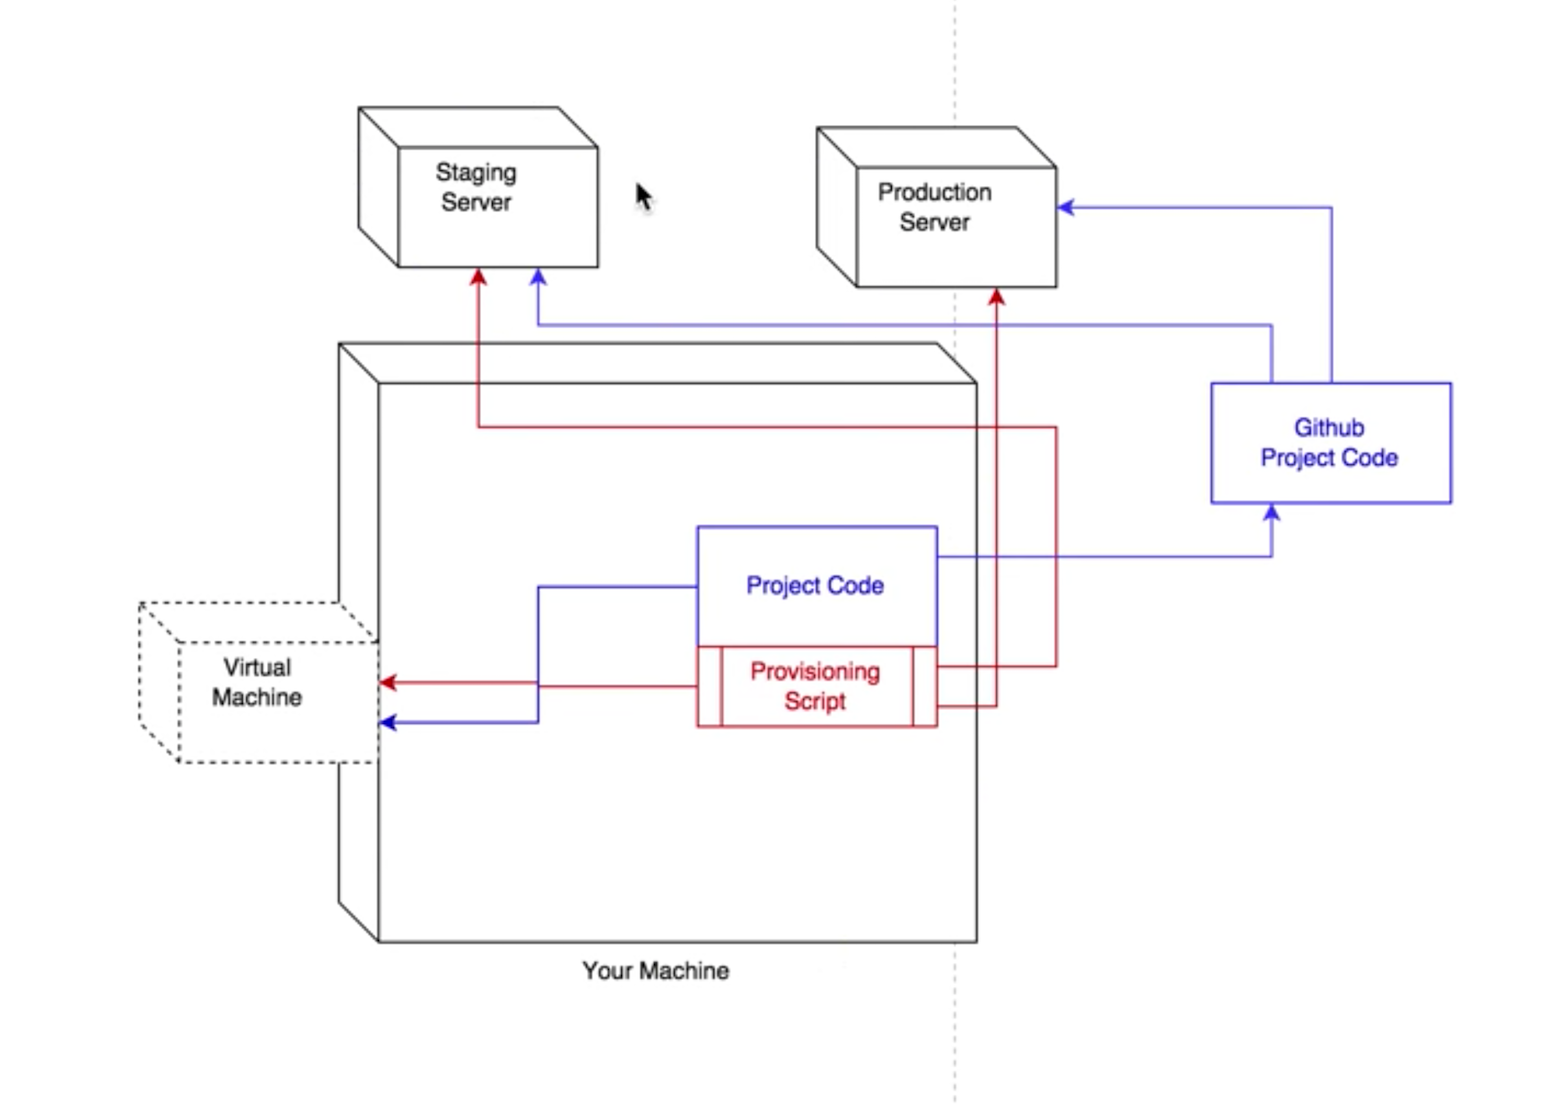 Staging
Server
Production
Server
Github
Project Code
Project Code
Provisioning
Script
Virtual
Machine
Your Machine